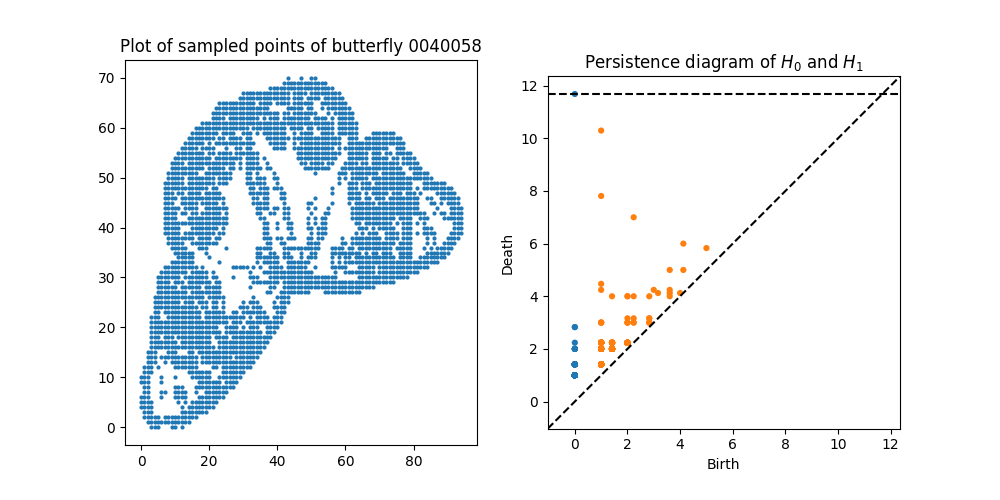 Plot of sampled points of butterfly 0040058
70
60
50
40
30
20
10
0
0 20 40 60 80
Persistence diagram of H₀ and H₁
12
10
8
6
4
2
0
Death
0 2 4 6 8 10 12
Birth